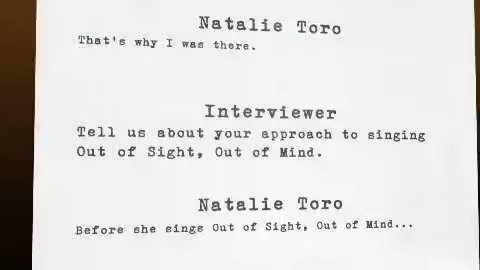 Natalie Toro
That's why I was there.
Interviewer
Tell us about your approach to singing
Out of Sight, Out of Mind.
Natalie Toro
Before she sings Out of Sight, Out of Mind...